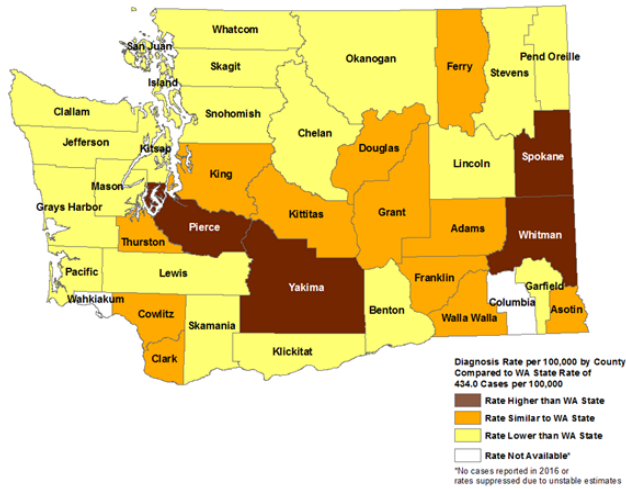 Whatcom
San Juan
Okanogan
Ferry
Pend Oreille
Stevens
Skagit
Island
Snohomish
Clallam
Chelan
Jefferson
Kitsap
Douglas
Lincoln
Spokane
King
Mason
Grays Harbor
Kittitas
Grant
Pierce
Adams
Whitman
Thurston
Pacific
Lewis
Yakima
Franklin
Garfield
Wahkiakum
Columbia
Cowlitz
Benton
Walla Walla
Asotin
Skamania
Klickitat
Clark
Diagnosis Rate per 100,000 by County
Compared to WA State Rate of
434.0 Cases per 100,000
Rate Higher than WA State
Rate Similar to WA State
Rate Lower than WA State
Rate Not Available*
*No cases reported in 2016 or
rates suppressed due to unstable estimates